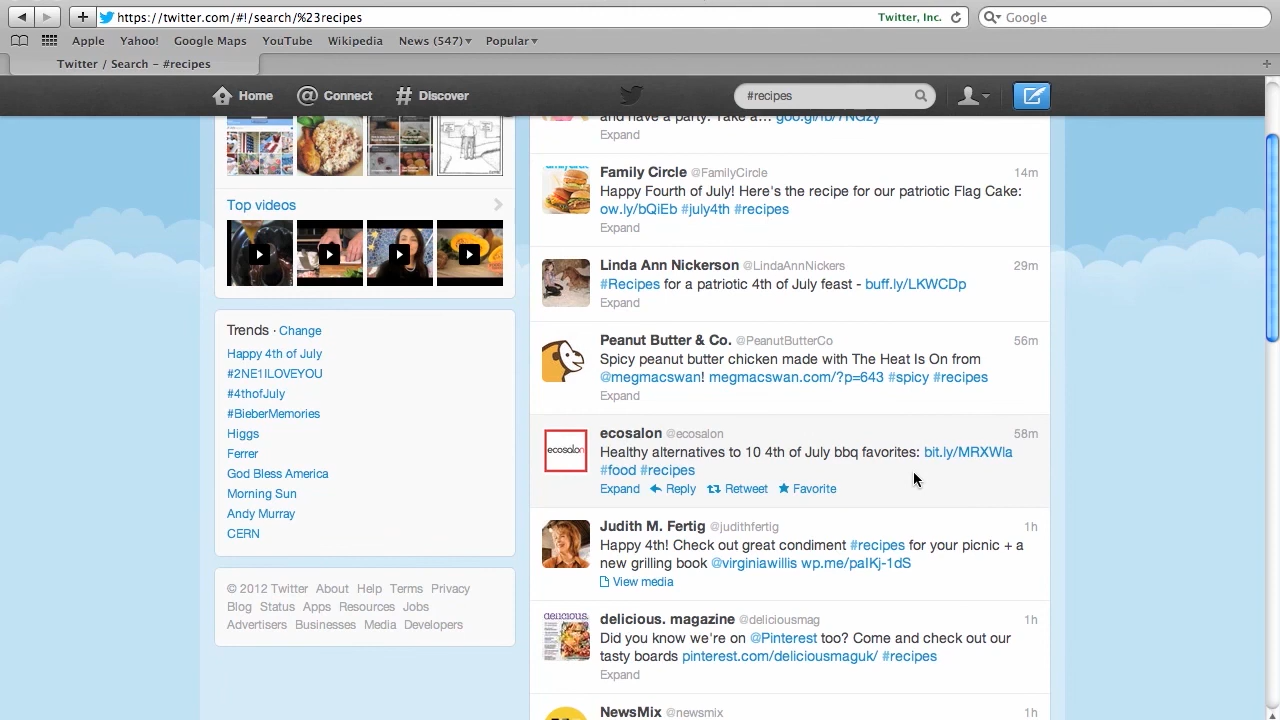 https://twitter.com/#!/search/%23recipes
Twitter, Inc.
Google
Apple Yahoo! Google Maps YouTube Wikipedia News (547) Popular
Twitter / Search – #recipes
Home
Connect
Discover
#recipes
Top videos
Trends · Change
Happy 4th of July
#2NE1ILOVEYOU
#4thofJuly
#BieberMemories
Higgs
Ferrer
God Bless America
Morning Sun
Andy Murray
CERN
© 2012 Twitter About Help Terms Privacy
Blog Status Apps Resources Jobs
Advertisers Businesses Media Developers
and have a party. Take a... goo.gl/fb/7NGzy
Expand
Family Circle @FamilyCircle 14m
Happy Fourth of July! Here's the recipe for our patriotic Flag Cake:
ow.ly/bQiEb #july4th #recipes
Expand
Linda Ann Nickerson @LindaAnnNickers 29m
#Recipes for a patriotic 4th of July feast - buff.ly/LKWCDp
Expand
Peanut Butter & Co. @PeanutButterCo 56m
Spicy peanut butter chicken made with The Heat Is On from
@megmacswan! megmacswan.com/?p=643 #spicy #recipes
Expand
ecosalon
ecosalon @ecosalon 58m
Healthy alternatives to 10 4th of July bbq favorites: bit.ly/MRXWla
#food #recipes
Expand Reply Retweet Favorite
Judith M. Fertig @judithfertig 1h
Happy 4th! Check out great condiment #recipes for your picnic + a
new grilling book @virginiawillis wp.me/paIKj-1dS
View media
delicious.
delicious. magazine @deliciousmag 1h
Did you know we're on @Pinterest too? Come and check out our
tasty boards pinterest.com/deliciousmaguk/ #recipes
Expand
NewsMix @newsmix 1h